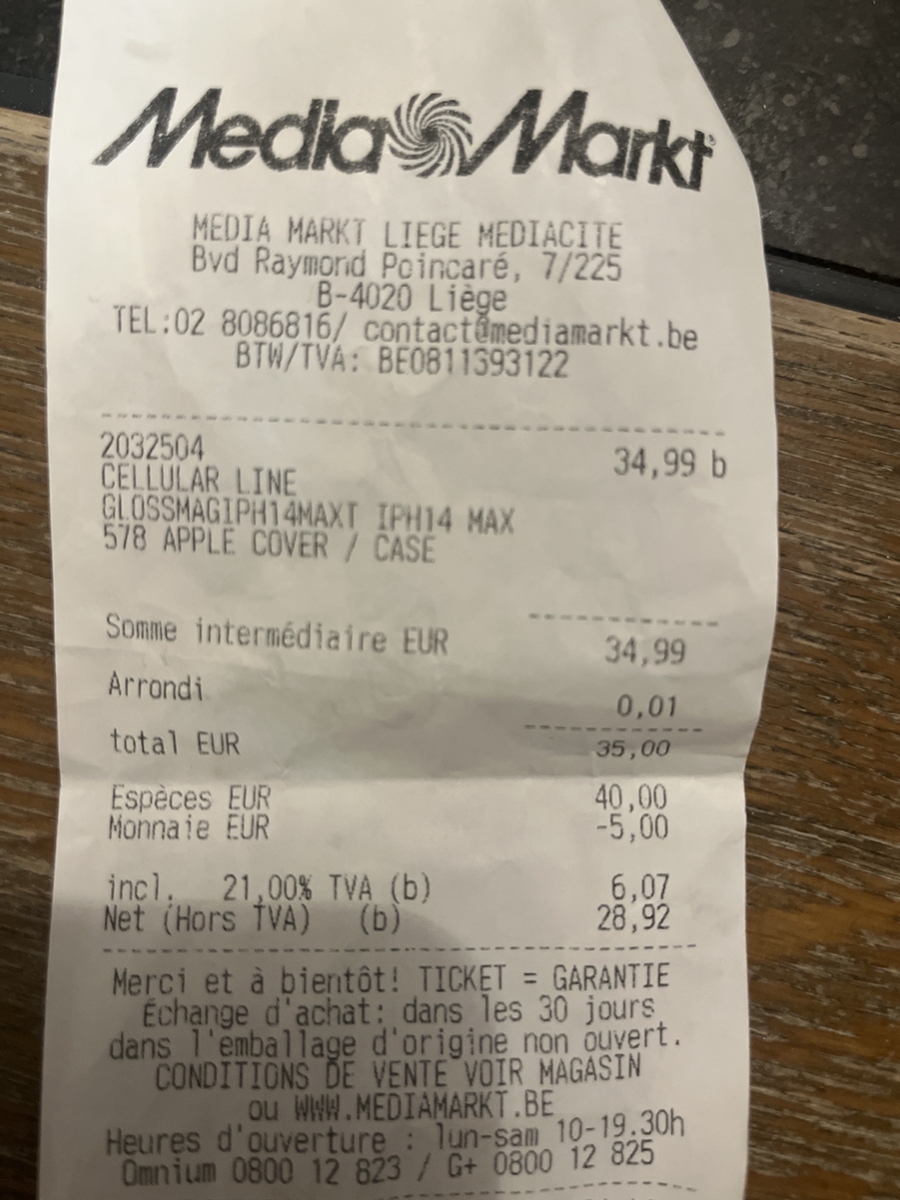 Media Markt
MEDIA MARKT LIEGE MEDIACITE
Bvd Raymond Poincaré, 7/225
B-4020 Liège
TEL:02 8086816/ contact@mediamarkt.be
BTW/TVA: BE0811393122
2032504 34,99 b
CELLULAR LINE
GLOSSMAGIPH14MAXT IPH14 MAX
578 APPLE COVER / CASE
Somme intermédiaire EUR 34,99
Arrondi 0,01
total EUR 35,00
Espèces EUR 40,00
Monnaie EUR -5,00
incl. 21,00% TVA (b) 6,07
Net (Hors TVA) (b) 28,92
Merci et à bientôt! TICKET = GARANTIE
Échange d'achat: dans les 30 jours
dans l'emballage d'origine non ouvert.
CONDITIONS DE VENTE VOIR MAGASIN
ou WWW.MEDIAMARKT.BE
Heures d'ouverture : lun-sam 10-19.30h
Omnium 0800 12 823 / G+ 0800 12 825